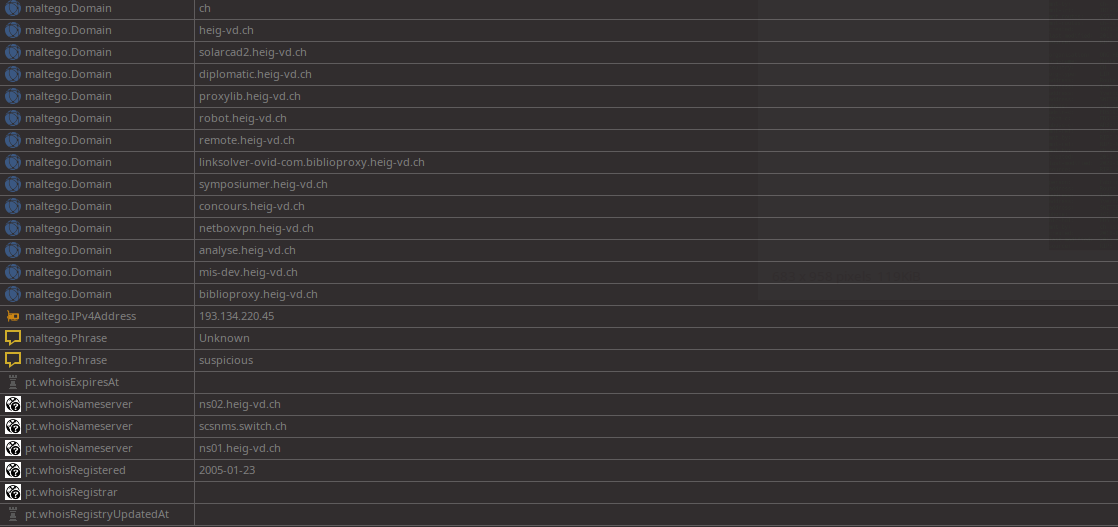 maltego.Domain ch
maltego.Domain heig-vd.ch
maltego.Domain solarcad2.heig-vd.ch
maltego.Domain diplomatic.heig-vd.ch
maltego.Domain proxylib.heig-vd.ch
maltego.Domain robot.heig-vd.ch
maltego.Domain remote.heig-vd.ch
maltego.Domain linksolver-ovid-com.biblioproxy.heig-vd.ch
maltego.Domain symposiumer.heig-vd.ch
maltego.Domain concours.heig-vd.ch
maltego.Domain netboxvpn.heig-vd.ch
maltego.Domain analyse.heig-vd.ch
maltego.Domain mis-dev.heig-vd.ch
maltego.Domain biblioproxy.heig-vd.ch
maltego.IPv4Address 193.134.220.45
maltego.Phrase Unknown
maltego.Phrase suspicious
pt.whoisExpiresAt
pt.whoisNameserver ns02.heig-vd.ch
pt.whoisNameserver scsnms.switch.ch
pt.whoisNameserver ns01.heig-vd.ch
pt.whoisRegistered 2005-01-23
pt.whoisRegistrar
pt.whoisRegistryUpdatedAt